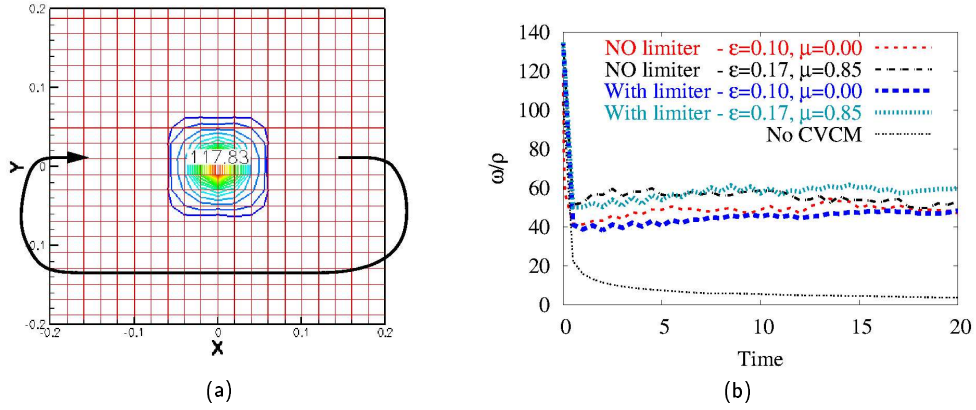 0.2
0.1
Y
0
-0.1
-0.2
-0.2
-0.1
0
0.1
0.2
X
117.83
(a)
140
120
100
80
60
40
20
0
ω/ρ
NO limiter - ε=0.10, μ=0.00
NO limiter - ε=0.17, μ=0.85
With limiter - ε=0.10, μ=0.00
With limiter - ε=0.17, μ=0.85
No CVCM
0
5
10
15
20
Time
(b)